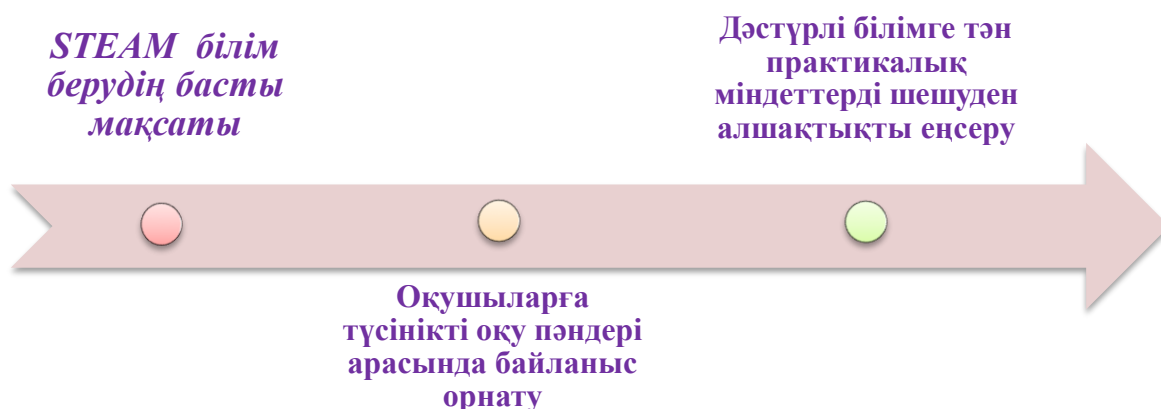 STEAM білім
берудің басты
мақсаты
Оқушыларға
түсінікті оқу пәндері
арасында байланыс
орнату
Дәстүрлі білімге тән
практикалық
міндеттерді шешуден
алшақтықты еңсеру